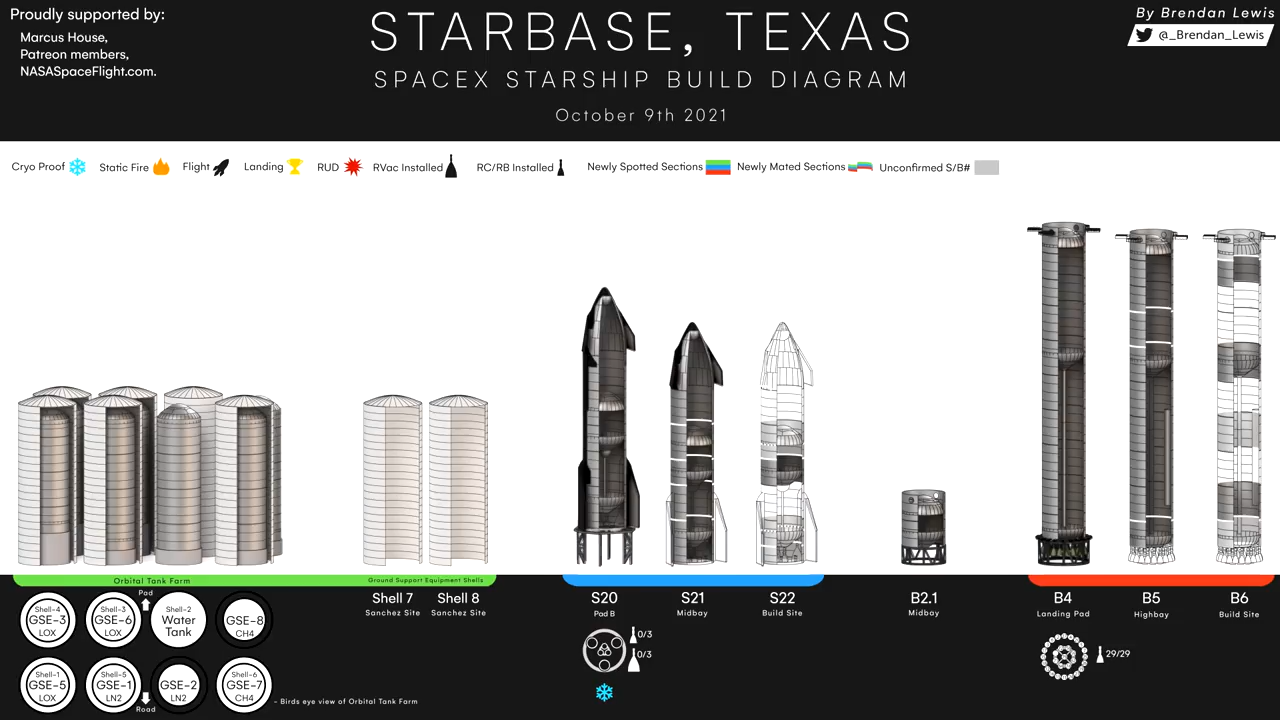 Proudly supported by:
Marcus House,
Patreon members,
NASASpaceFlight.com.
STARBASE, TEXAS
SPACEX STARSHIP BUILD DIAGRAM
October 9th 2021
By Brendan Lewis
@_Brendan_Lewis
Cryo Proof
Static Fire
Flight
Landing
RUD
RVac Installed
RC/RB Installed
Newly Spotted Sections
Newly Mated Sections
Unconfirmed S/B#
Orbital Tank Farm
Ground Support Equipment Shells
Pad
Shell-4
GSE-3
LOX
Shell-3
GSE-6
LOX
Shell-2
Water
Tank
GSE-8
CH4
Shell-1
GSE-5
LOX
Shell-5
GSE-1
LN2
GSE-2
LN2
Shell-6
GSE-7
CH4
Road
- Birds eye view of Orbital Tank Farm
Shell 7
Sanchez Site
Shell 8
Sanchez Site
S20
Pad B
0/3
0/3
S21
Midbay
S22
Build Site
B2.1
Midbay
B4
Landing Pad
29/29
B5
Highbay
B6
Build Site